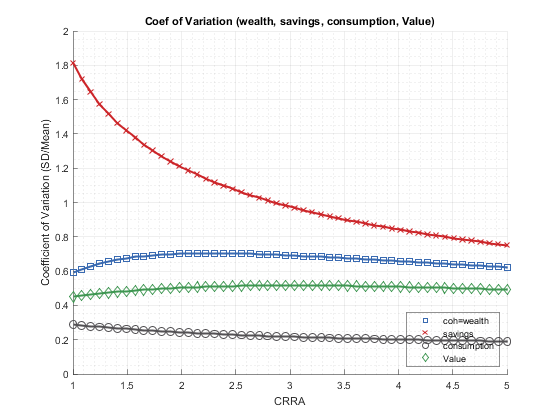 Coef of Variation (wealth, savings, consumption, Value)
2
1.8
1.6
1.4
1.2
1
0.8
0.6
0.4
0.2
0
Coefficient of Variation (SD/Mean)
1
1.5
2
2.5
3
3.5
4
4.5
5
CRRA
coh=wealth
savings
consumption
Value